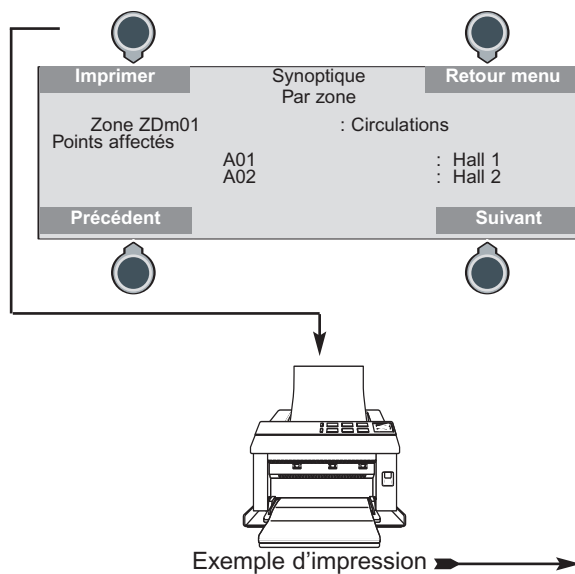 Imprimer Synoptique Retour menu
Par zone
Zone ZDm01 : Circulations
Points affectés
A01 : Hall 1
A02 : Hall 2
Précédent Suivant
Exemple d'impression